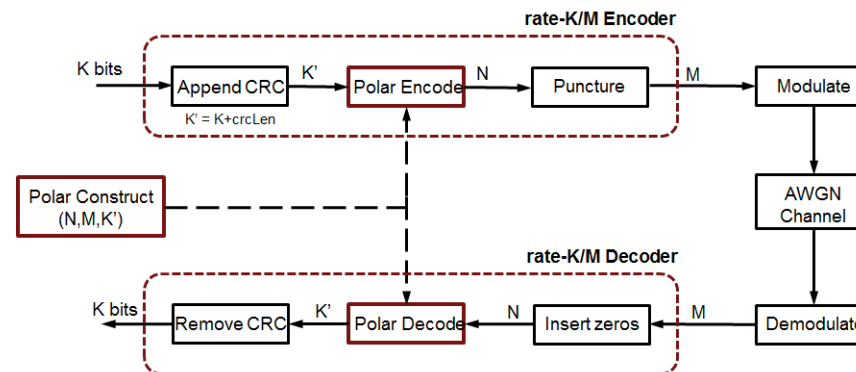 rate-K/M Encoder
K bits
Append CRC
K'
Polar Encode
N
Puncture
M
Modulate
K' = K+crcLen
Polar Construct
(N,M,K')
AWGN
Channel
rate-K/M Decoder
K bits
Remove CRC
K'
Polar Decode
N
Insert zeros
M
Demodulate